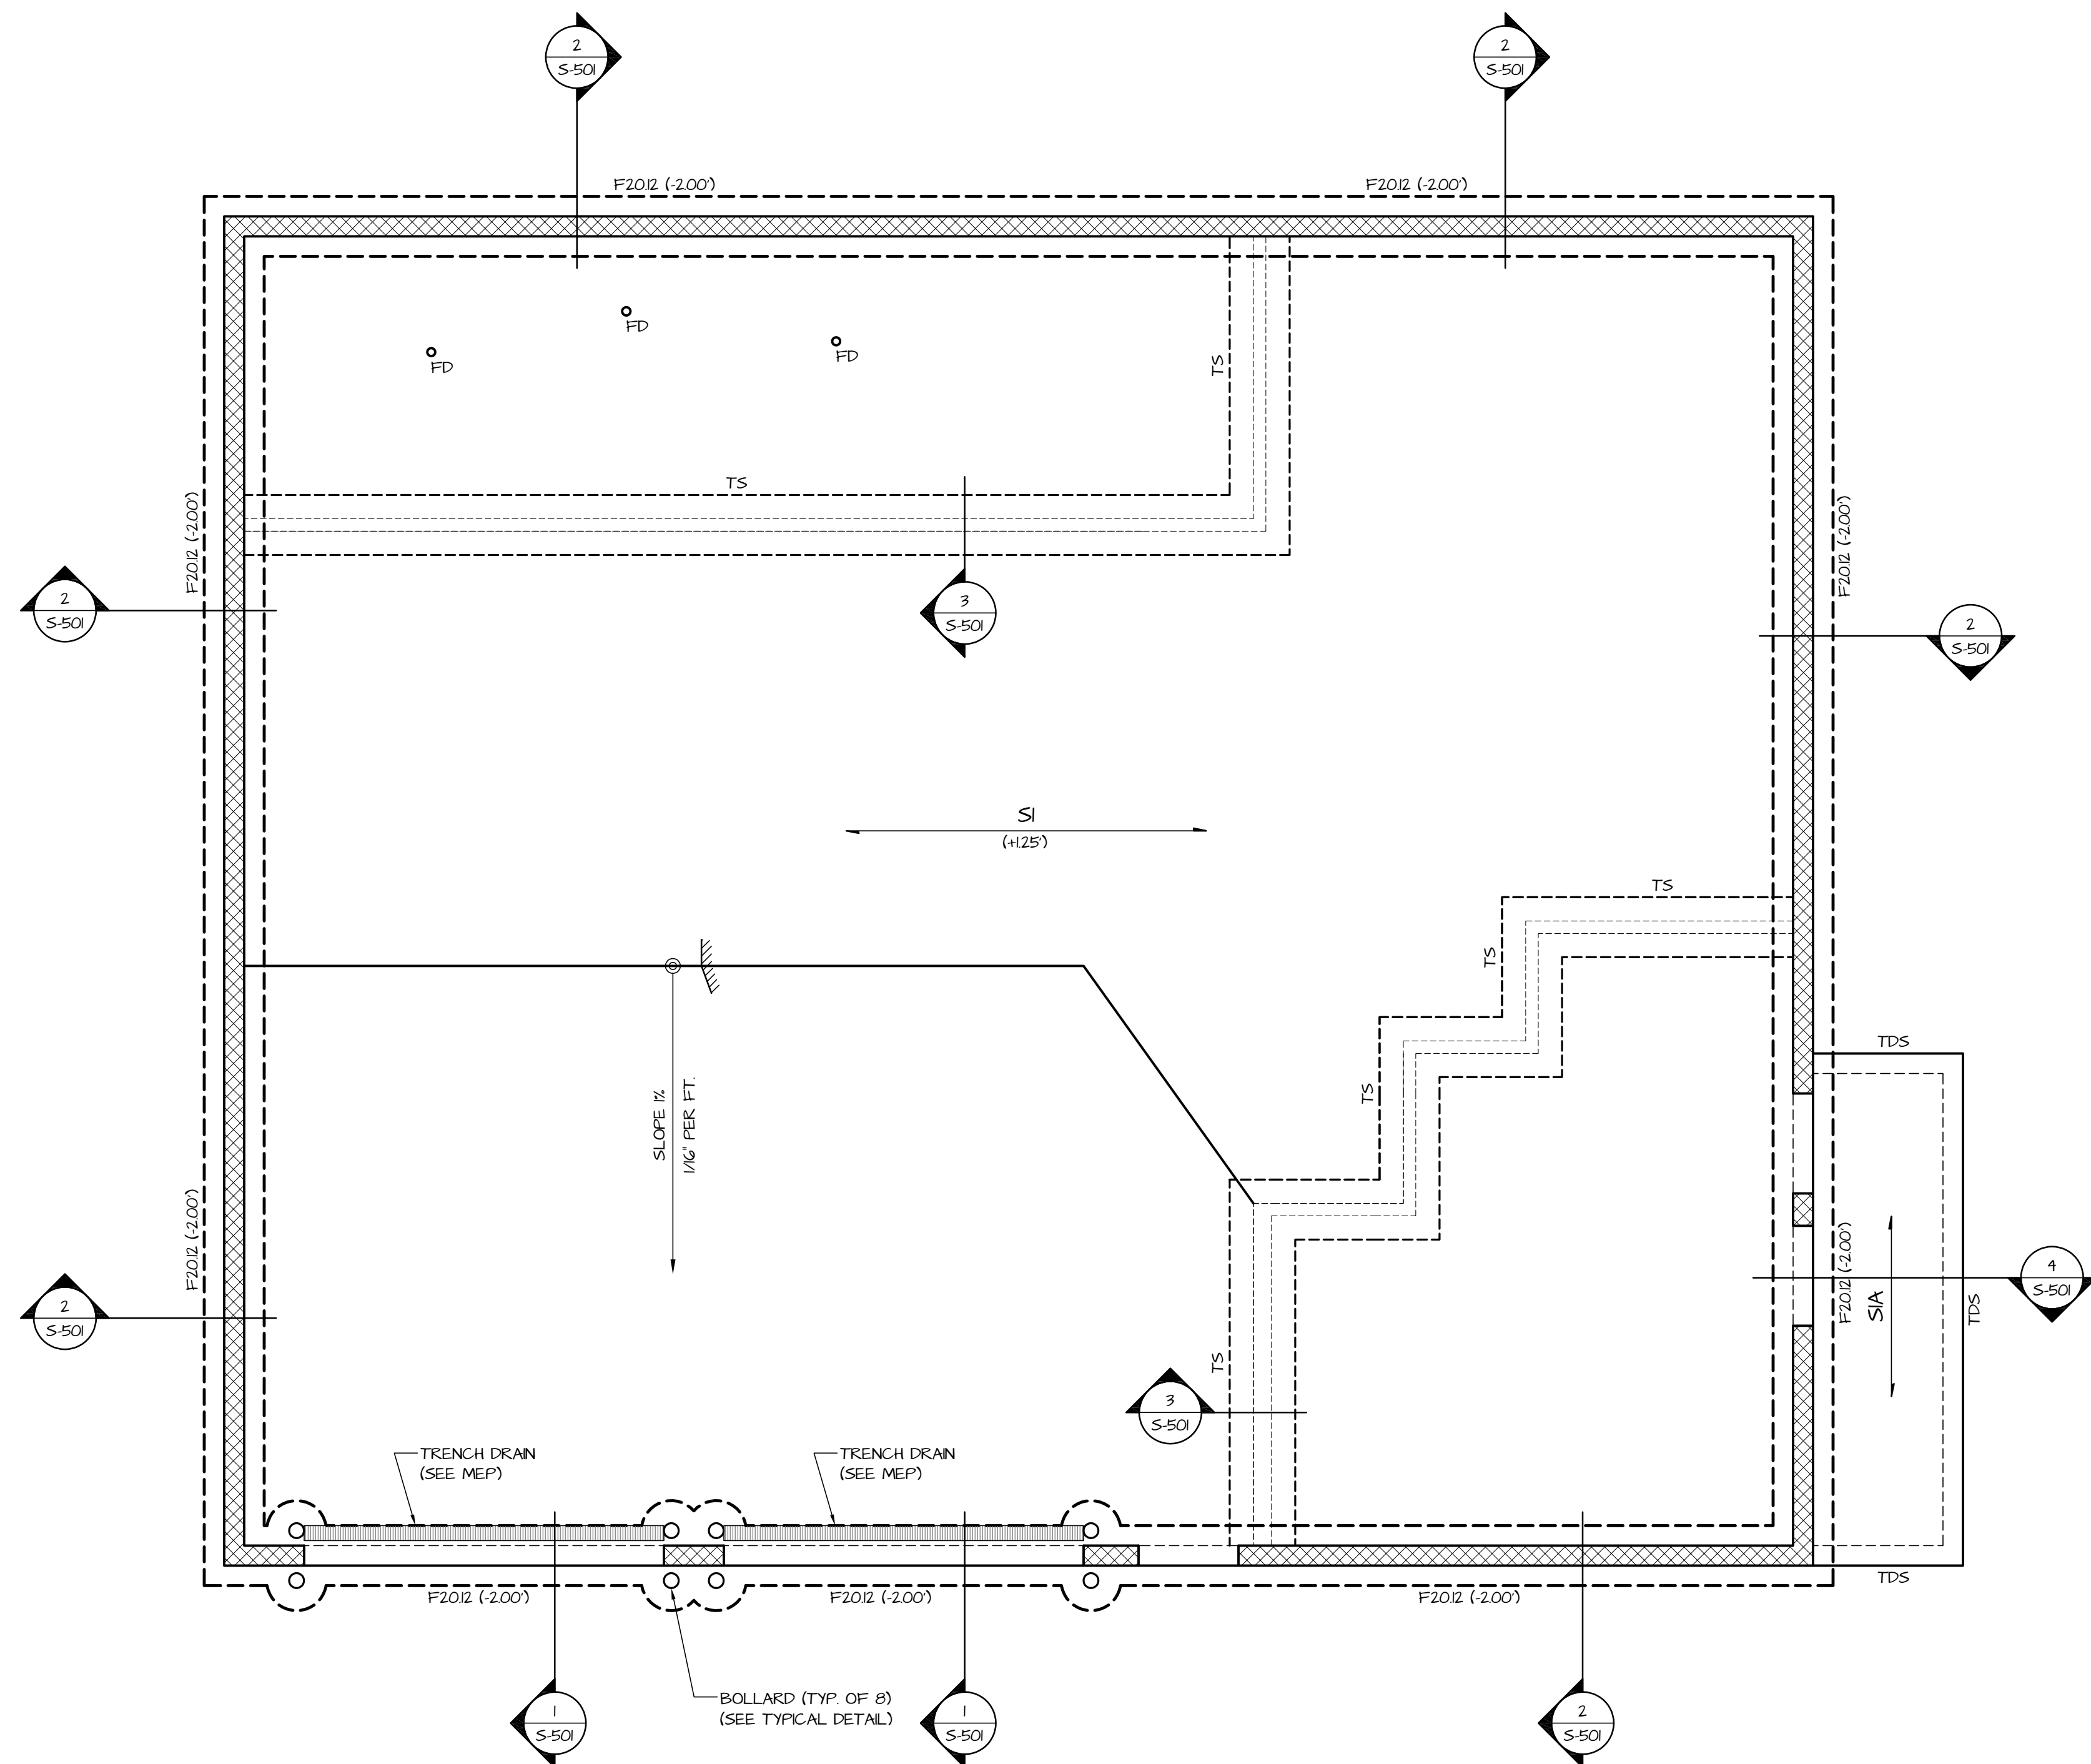 2
S-501
2
S-501
F20.12 (-2.00')
F20.12 (-2.00')
FD
FD
FD
TS
TS
F20.12 (-2.00')
F20.12 (-2.00')
2
S-501
3
S-501
2
S-501
S1
(+1.25')
TS
TS
TS
TDS
SLOPE 1%
1/16" PER FT.
F20.12 (-2.00')
F20.12 (-2.00')
S1A
TDS
4
S-501
2
S-501
TS
3
S-501
TRENCH DRAIN
(SEE MEP)
TRENCH DRAIN
(SEE MEP)
TDS
F20.12 (-2.00')
F20.12 (-2.00')
F20.12 (-2.00')
BOLLARD (TYP. OF 8)
(SEE TYPICAL DETAIL)
1
S-501
1
S-501
2
S-501